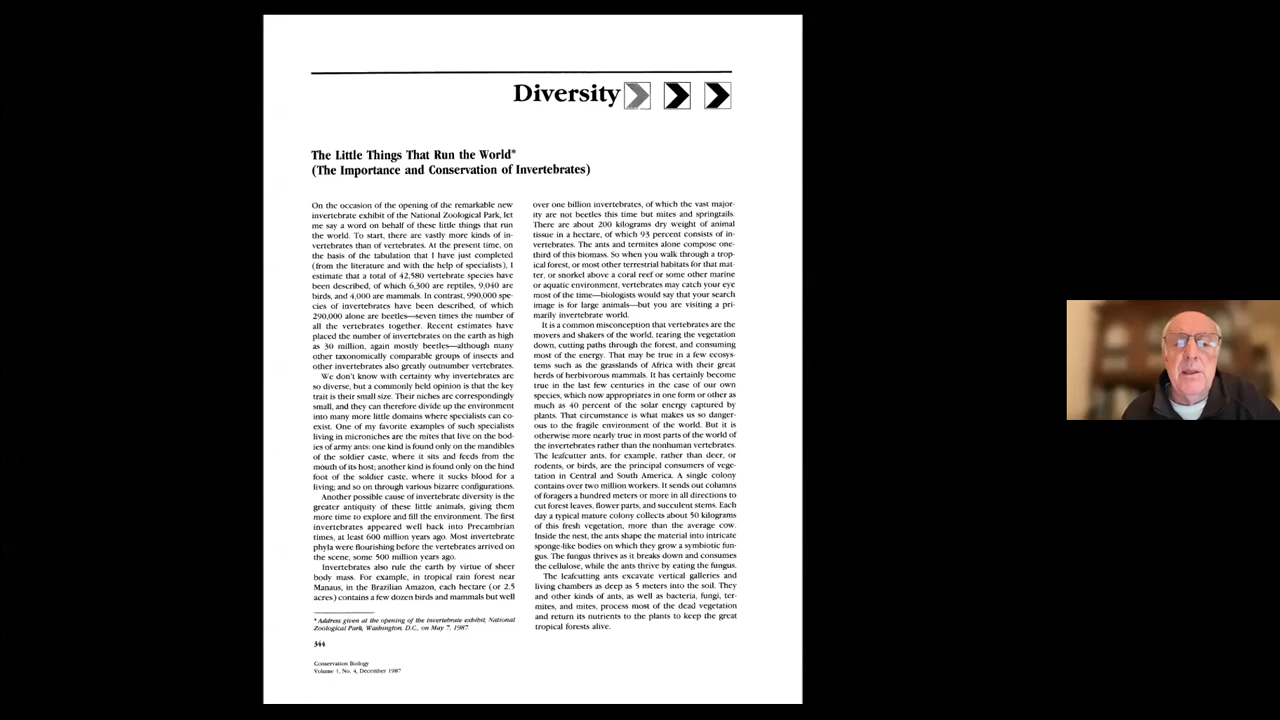 Diversity
The Little Things That Run the World*
(The Importance and Conservation of Invertebrates)
On the occasion of the opening of the remarkable new
invertebrate exhibit of the National Zoological Park, let
me say a word on behalf of these little things that run
the world. To start, there are vastly more kinds of in-
vertebrates than of vertebrates. At the present time, on
the basis of the tabulation that I have just completed
(from the literature and with the help of specialists), I
estimate that a total of 42,580 vertebrate species have
been described, of which 6,300 are reptiles, 9,040 are
birds, and 4,000 are mammals. In contrast, 990,000 spe-
cies of invertebrates have been described, of which
290,000 alone are beetles—seven times the number of
all the vertebrates together. Recent estimates have
placed the number of invertebrates on the earth as high
as 30 million, again mostly beetles—although many
other taxonomically comparable groups of insects and
other invertebrates also greatly outnumber vertebrates.
We don't know with certainty why invertebrates are
so diverse, but a commonly held opinion is that the key
trait is their small size. Their niches are correspondingly
small, and they can therefore divide up the environment
into many more little domains where specialists can co-
exist. One of my favorite examples of such specialists
living in microniches are the mites that live on the bod-
ies of army ants: one kind is found only on the mandibles
of the soldier caste, where it sits and feeds from the
mouth of its host; another kind is found only on the hind
foot of the soldier caste, where it sucks blood for a
living; and so on through various bizarre configurations.
Another possible cause of invertebrate diversity is the
greater antiquity of these little animals, giving them
more time to explore and fill the environment. The first
invertebrates appeared well back into Precambrian
times, at least 600 million years ago. Most invertebrate
phyla were flourishing before the vertebrates arrived on
the scene, some 500 million years ago.
Invertebrates also rule the earth by virtue of sheer
body mass. For example, in tropical rain forest near
Manaus, in the Brazilian Amazon, each hectare (or 2.5
acres) contains a few dozen birds and mammals but well
* Address given at the opening of the invertebrate exhibit, National
Zoological Park, Washington, D.C., on May 7, 1987.
344
Conservation Biology
Volume 1, No. 4, December 1987
over one billion invertebrates, of which the vast major-
ity are not beetles this time but mites and springtails.
There are about 200 kilograms dry weight of animal
tissue in a hectare, of which 93 percent consists of in-
vertebrates. The ants and termites alone compose one-
third of this biomass. So when you walk through a trop-
ical forest, or most other terrestrial habitats for that mat-
ter, or snorkel above a coral reef or some other marine
or aquatic environment, vertebrates may catch your eye
most of the time—biologists would say that your search
image is for large animals—but you are visiting a pri-
marily invertebrate world.
It is a common misconception that vertebrates are the
movers and shakers of the world, tearing the vegetation
down, cutting paths through the forest, and consuming
most of the energy. That may be true in a few ecosys-
tems such as the grasslands of Africa with their great
herds of herbivorous mammals. It has certainly become
true in the last few centuries in the case of our own
species, which now appropriates in one form or other as
much as 40 percent of the solar energy captured by
plants. That circumstance is what makes us so danger-
ous to the fragile environment of the world. But it is
otherwise more nearly true in most parts of the world of
the invertebrates rather than the nonhuman vertebrates.
The leafcutter ants, for example, rather than deer, or
rodents, or birds, are the principal consumers of vege-
tation in Central and South America. A single colony
contains over two million workers. It sends out columns
of foragers a hundred meters or more in all directions to
cut forest leaves, flower parts, and succulent stems. Each
day a typical mature colony collects about 50 kilograms
of this fresh vegetation, more than the average cow.
Inside the nest, the ants shape the material into intricate
sponge-like bodies on which they grow a symbiotic fun-
gus. The fungus thrives as it breaks down and consumes
the cellulose, while the ants thrive by eating the fungus.
The leafcutting ants excavate vertical galleries and
living chambers as deep as 5 meters into the soil. They
and other kinds of ants, as well as bacteria, fungi, ter-
mites, and mites, process most of the dead vegetation
and return its nutrients to the plants to keep the great
tropical forests alive.